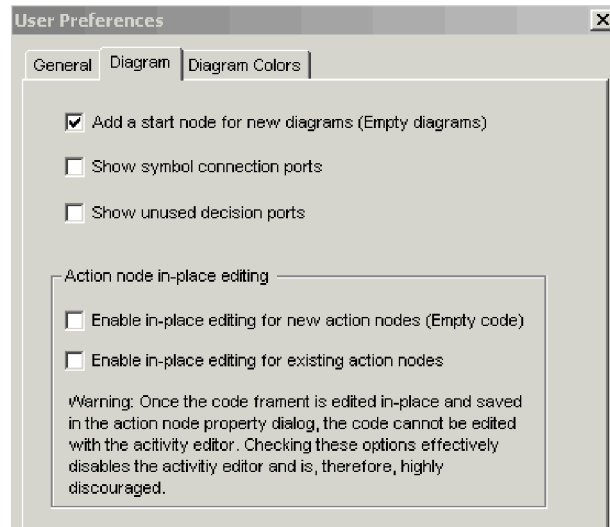 User Preferences
General Diagram Diagram Colors
Add a start node for new diagrams (Empty diagrams)
Show symbol connection ports
Show unused decision ports
Action node in-place editing
Enable in-place editing for new action nodes (Empty code)
Enable in-place editing for existing action nodes
Warning: Once the code frament is edited in-place and saved
in the action node property dialog, the code cannot be edited
with the acitivity editor. Checking these options effectively
disables the activitiy editor and is, therefore, highly
discouraged.